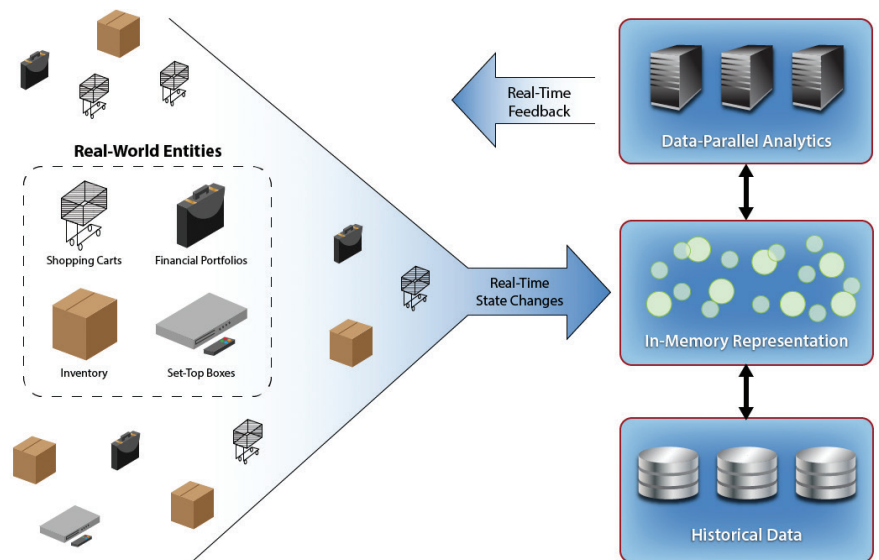 Real-Time
Feedback
Data-Parallel Analytics
Real-World Entities
Shopping Carts
Financial Portfolios
Real-Time
State Changes
Inventory
Set-Top Boxes
In-Memory Representation
Historical Data